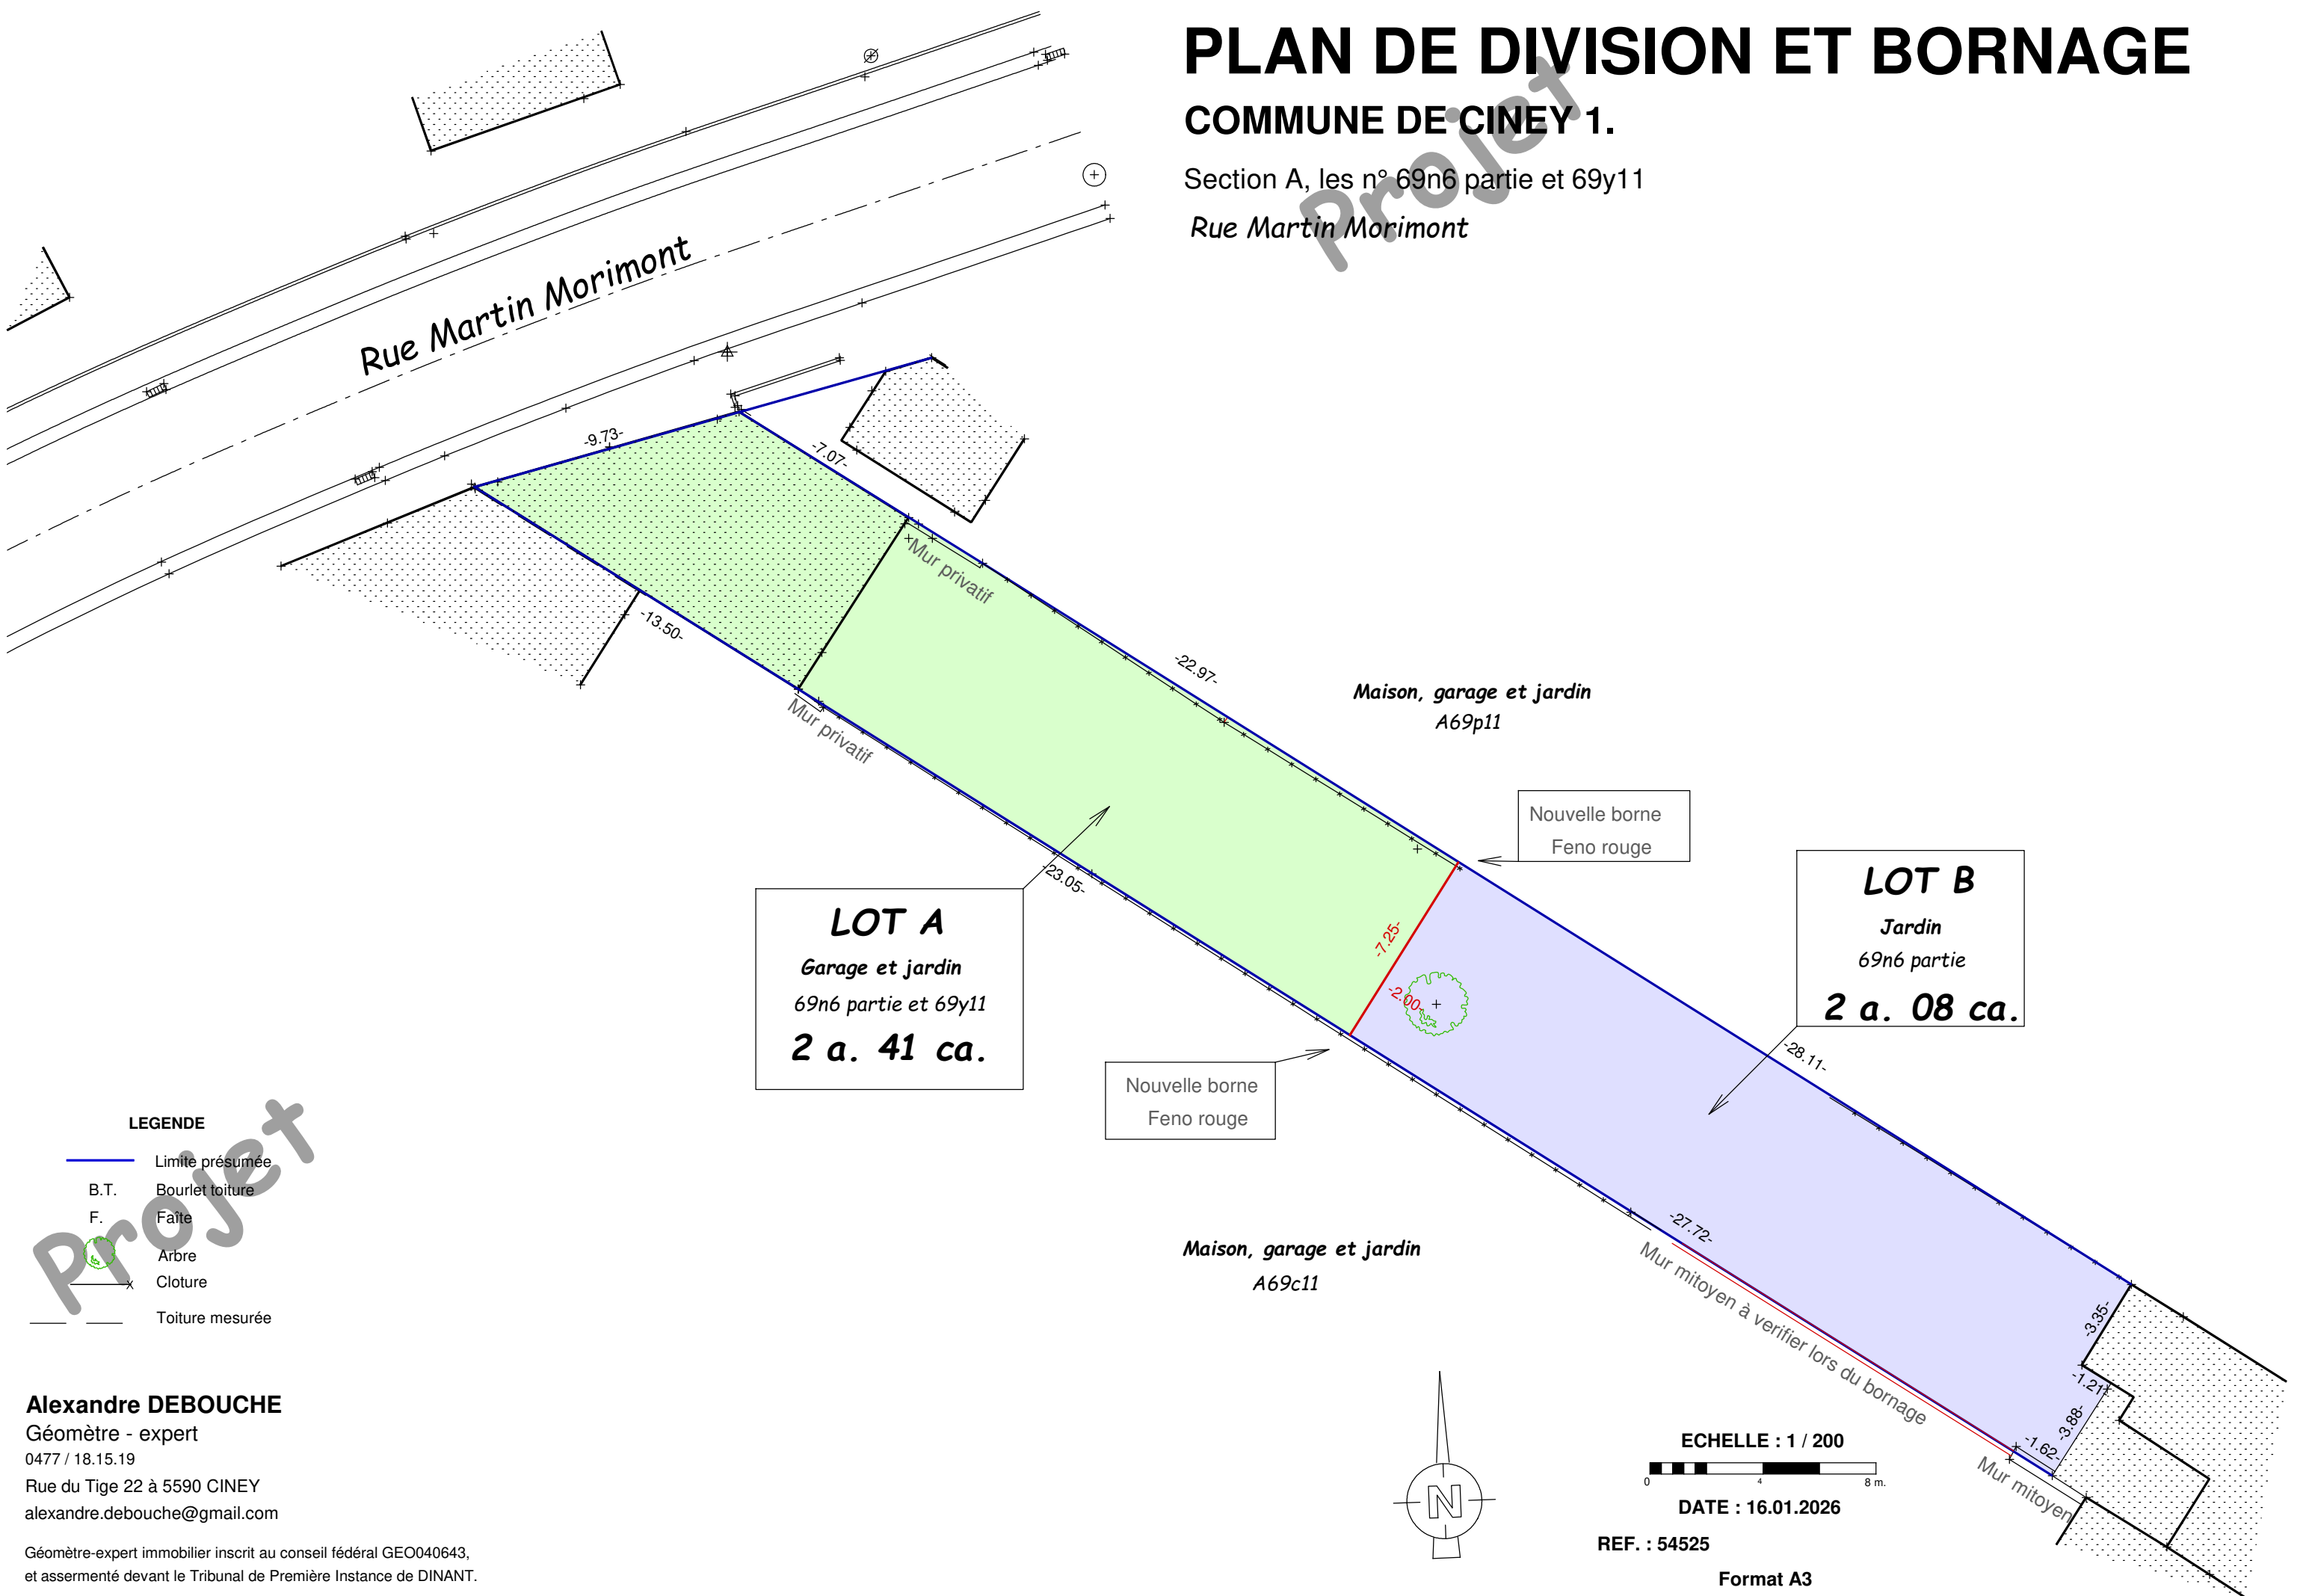 PLAN DE DIVISION ET BORNAGE
COMMUNE DE CINEY 1.
Section A, les n° 69n6 partie et 69y11
Rue Martin Morimont
Projet
Rue Martin Morimont
-9.73-
-7.07-
-13.50-
Mur privatif
Mur privatif
-22.97-
Maison, garage et jardin
A69p11
Nouvelle borne
Feno rouge
-23.05-
LOT A
Garage et jardin
69n6 partie et 69y11
2 a. 41 ca.
-7.25-
-2.00-
LOT B
Jardin
69n6 partie
2 a. 08 ca.
Nouvelle borne
Feno rouge
-28.11-
-27.72-
Mur mitoyen à verifier lors du bornage
Maison, garage et jardin
A69c11
-3.35-
-1.21-
-3.88-
-1.62-
Mur mitoyen
LEGENDE
Limite présumée
B.T. Bourlet toiture
F. Faîte
Arbre
x Cloture
Toiture mesurée
Projet
Alexandre DEBOUCHE
Géomètre - expert
0477 / 18.15.19
Rue du Tige 22 à 5590 CINEY
alexandre.debouche@gmail.com
Géomètre-expert immobilier inscrit au conseil fédéral GEO040643,
et assermenté devant le Tribunal de Première Instance de DINANT.
N
ECHELLE : 1 / 200
0 4 8 m.
DATE : 16.01.2026
REF. : 54525
Format A3